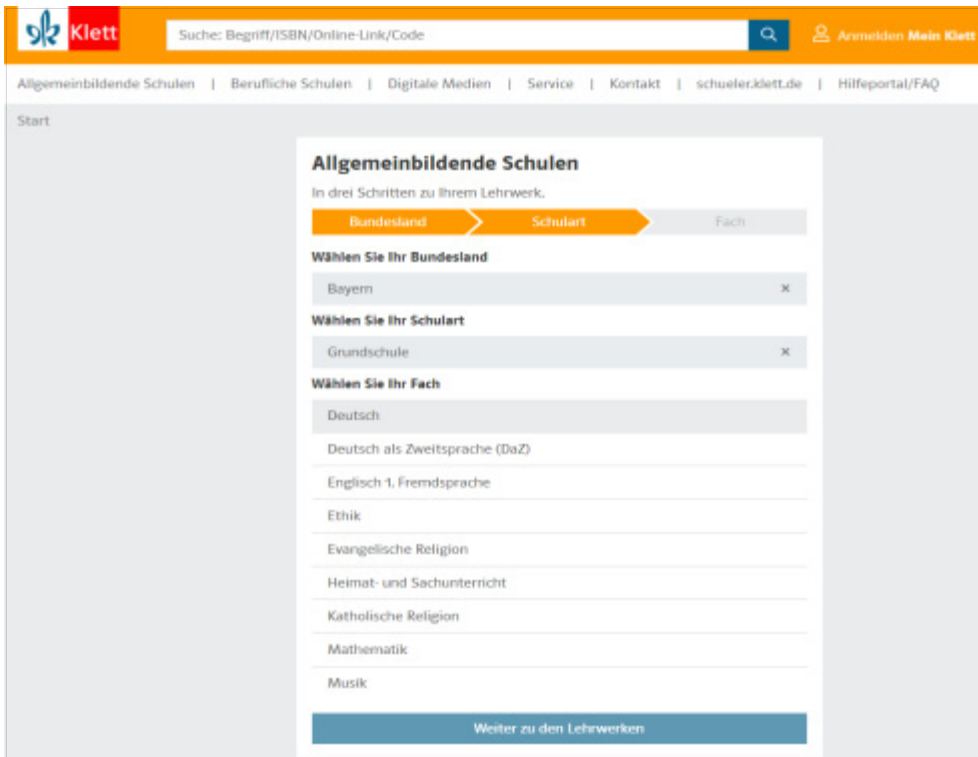 Klett
Suche: Begriff/ISBN/Online-Link/Code
Anmelden Mein Klett
Allgemeinbildende Schulen | Berufliche Schulen | Digitale Medien | Service | Kontakt | schueler.klett.de | Hilfeportal/FAQ
Start
Allgemeinbildende Schulen
In drei Schritten zu Ihrem Lehrwerk.
Bundesland Schulart Fach
Wählen Sie Ihr Bundesland
Bayern ×
Wählen Sie Ihr Schulart
Grundschule ×
Wählen Sie Ihr Fach
Deutsch
Deutsch als Zweitsprache (DaZ)
Englisch 1. Fremdsprache
Ethik
Evangelische Religion
Heimat- und Sachunterricht
Katholische Religion
Mathematik
Musik
Weiter zu den Lehrwerken